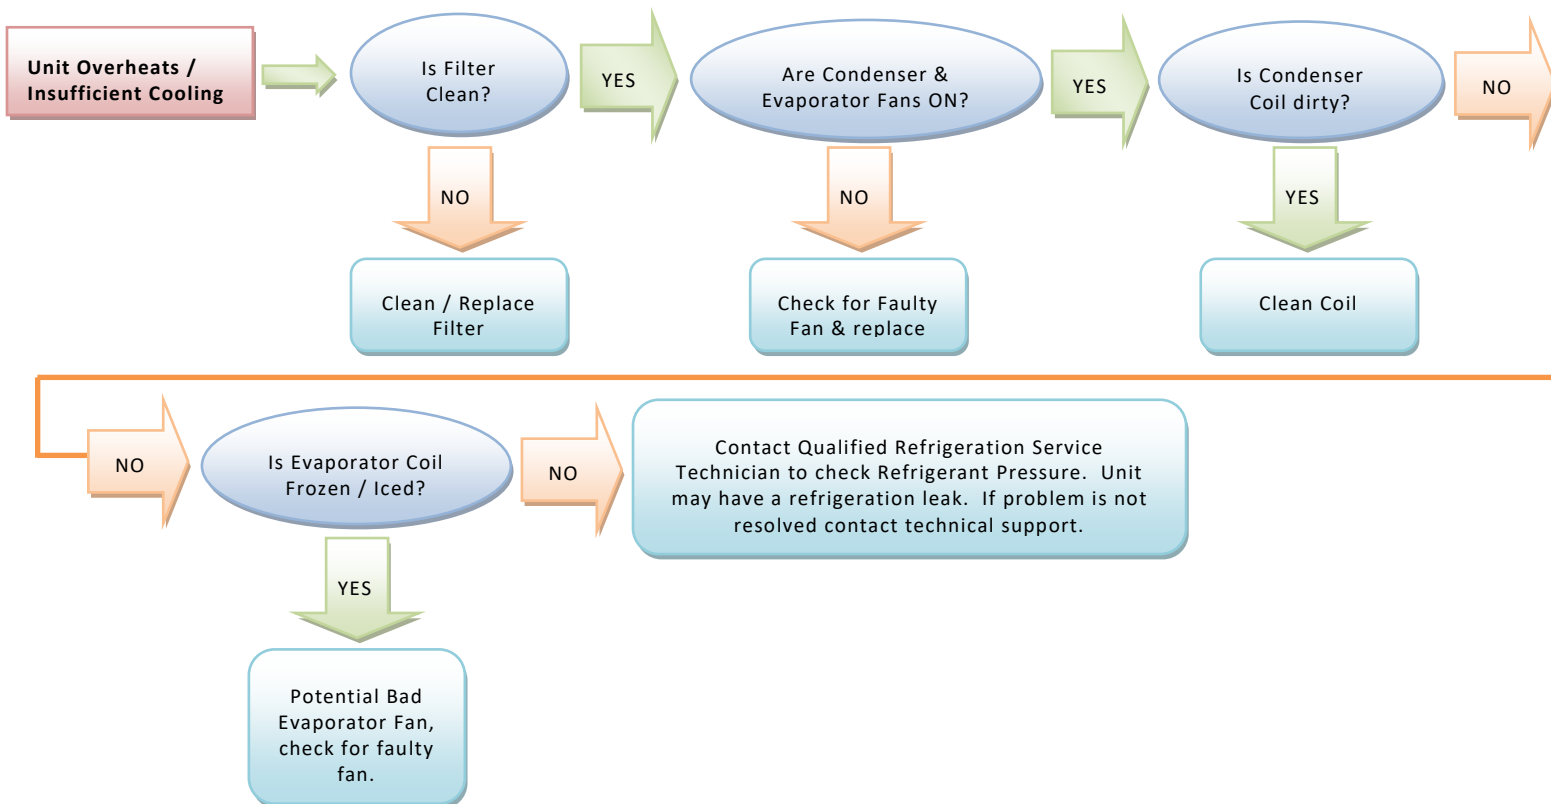 Unit Overheats /
Insufficient Cooling
Is Filter
Clean?
YES
Are Condenser &
Evaporator Fans ON?
YES
Is Condenser
Coil dirty?
NO
NO
NO
YES
Clean / Replace
Filter
Check for Faulty
Fan & replace
Clean Coil
NO
Is Evaporator Coil
Frozen / Iced?
NO
Contact Qualified Refrigeration Service
Technician to check Refrigerant Pressure.  Unit
may have a refrigeration leak.  If problem is not
resolved contact technical support.
YES
Potential Bad
Evaporator Fan,
check for faulty
fan.